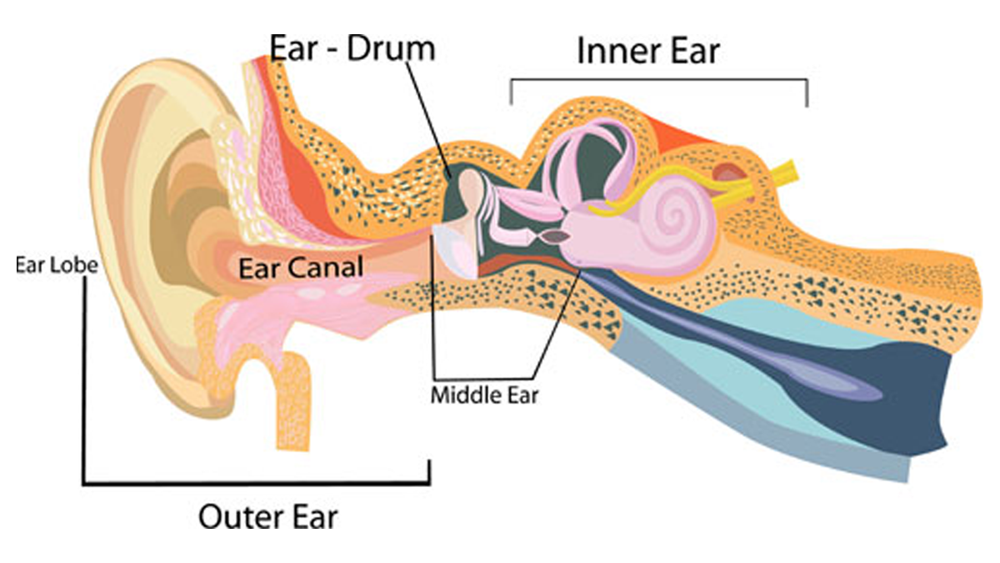 Ear - Drum
Inner Ear
Ear Lobe
Ear Canal
Middle Ear
Outer Ear